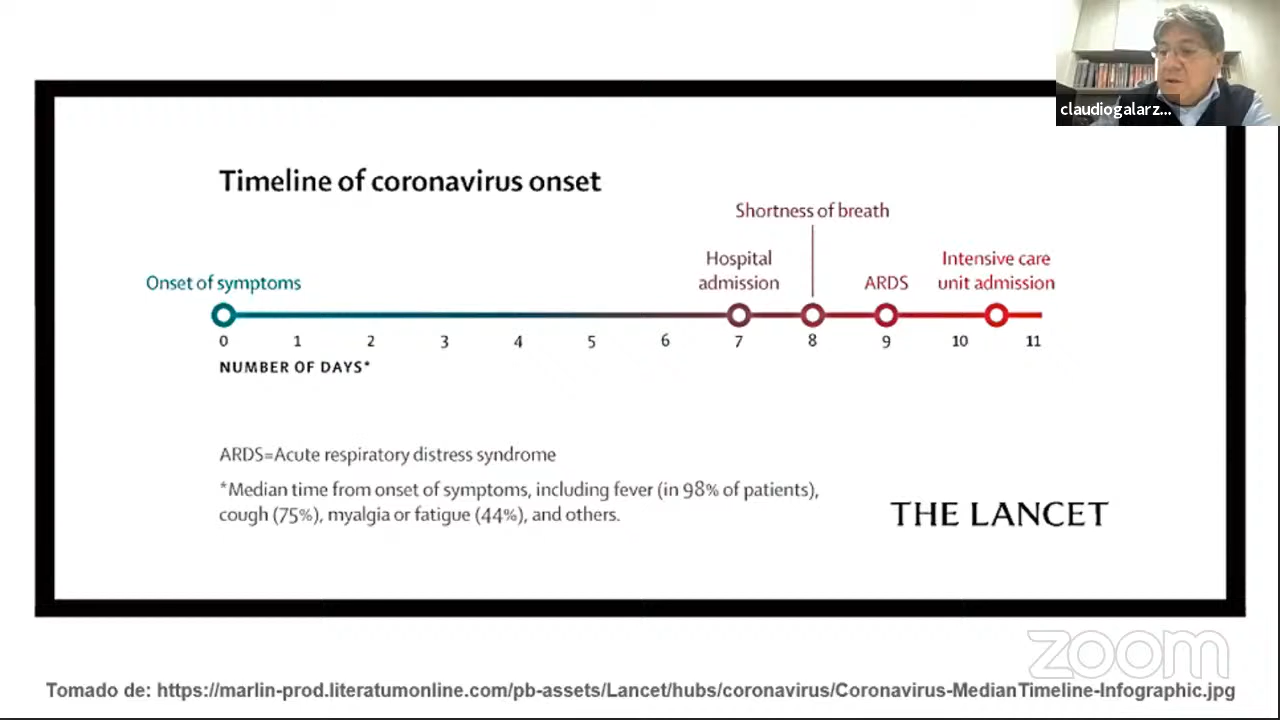 claudiogalarz...
Timeline of coronavirus onset
Shortness of breath
Hospital
admission
Intensive care
unit admission
Onset of symptoms
ARDS
0 1 2 3 4 5 6 7 8 9 10 11
NUMBER OF DAYS*
ARDS=Acute respiratory distress syndrome
*Median time from onset of symptoms, including fever (in 98% of patients),
cough (75%), myalgia or fatigue (44%), and others.
THE LANCET
zoom
Tomado de: https://marlin-prod.literatumonline.com/pb-assets/Lancet/hubs/coronavirus/Coronavirus-MedianTimeline-Infographic.jpg